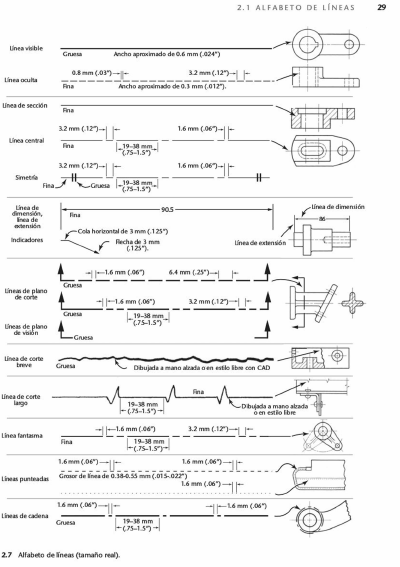 2.1 ALFABETO DE LÍNEAS 29
Línea visible
Gruesa Ancho aproximado de 0.6 mm (.024")
0.8 mm (.03") 3.2 mm (.12")
Línea oculta
Fina Ancho aproximado de 0.3 mm (.012").
Línea de sección
Fina
3.2 mm (.12") 1.6 mm (.06")
Línea central
Fina 19–38 mm
(.75–1.5")
3.2 mm (.12") 1.6 mm (.06")
Simetría
Fina Gruesa 19–38 mm
(.75–1.5")
Línea de
dimensión,
línea de
extensión
Fina
90.5
Línea de dimensión
86
Indicadores
Cola horizontal de 3 mm (.125")
Flecha de 3 mm
(.125").
Línea de extensión
1.6 mm (.06") 6.4 mm (.25")
Líneas de plano
de corte
Gruesa
1.6 mm (.06") 3.2 mm (.12")
Gruesa 19–38 mm
(.75–1.5")
Líneas de plano
de visión
Gruesa
Línea de corte
breve
Gruesa Dibujada a mano alzada o en estilo libre con CAD
Línea de corte
largo
Fina
19–38 mm
(.75–1.5")
Dibujada a mano alzada
o en estilo libre
1.6 mm (.06") 3.2 mm (.12")
Línea fantasma
Fina 19–38 mm
(.75–1.5")
1.6 mm (.06") 1.6 mm (.06")
Líneas punteadas
Grosor de línea de 0.38-0.55 mm (.015-.022")
1.6 mm (.06")
1.6 mm (.06") 1.6 mm (.06")
Líneas de cadena
Gruesa 19–38 mm
(.75–1.5")
2.7 Alfabeto de líneas (tamaño real).